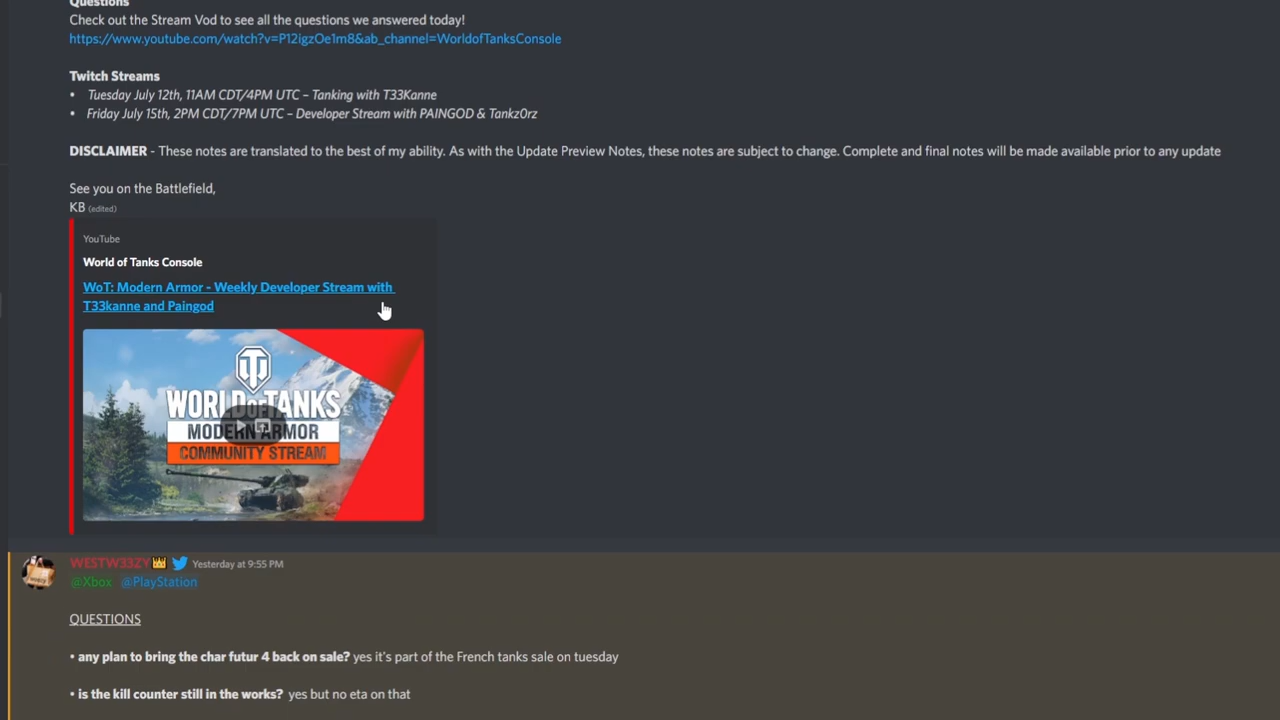 Questions
Check out the Stream Vod to see all the questions we answered today!
https://www.youtube.com/watch?v=P12igzOe1m8&ab_channel=WorldofTanksConsole
Twitch Streams
• Tuesday July 12th, 11AM CDT/4PM UTC – Tanking with T33Kanne
• Friday July 15th, 2PM CDT/7PM UTC – Developer Stream with PAINGOD & Tankz0rz
DISCLAIMER - These notes are translated to the best of my ability. As with the Update Preview Notes, these notes are subject to change. Complete and final notes will be made available prior to any update
See you on the Battlefield,
KB (edited)
YouTube
World of Tanks Console
WoT: Modern Armor - Weekly Developer Stream with
T33kanne and Paingod
WORLD OF TANKS
MODERN ARMOR
COMMUNITY STREAM
WESTW33ZY Yesterday at 9:55 PM
@Xbox @PlayStation
QUESTIONS
• any plan to bring the char futur 4 back on sale? yes it's part of the French tanks sale on tuesday
• is the kill counter still in the works? yes but no eta on that